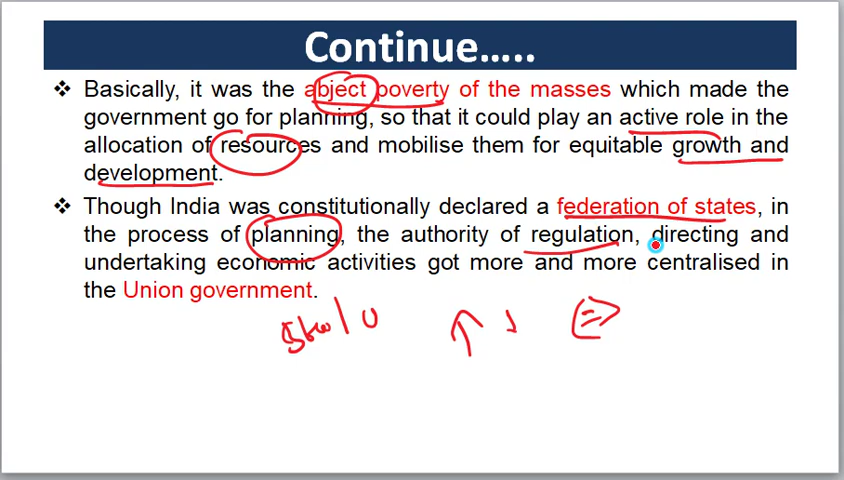 Continue…..
❖ Basically, it was the abject poverty of the masses which made the
government go for planning, so that it could play an active role in the
allocation of resources and mobilise them for equitable growth and
development.
❖ Though India was constitutionally declared a federation of states, in
the process of planning, the authority of regulation, directing and
undertaking economic activities got more and more centralised in
the Union government.